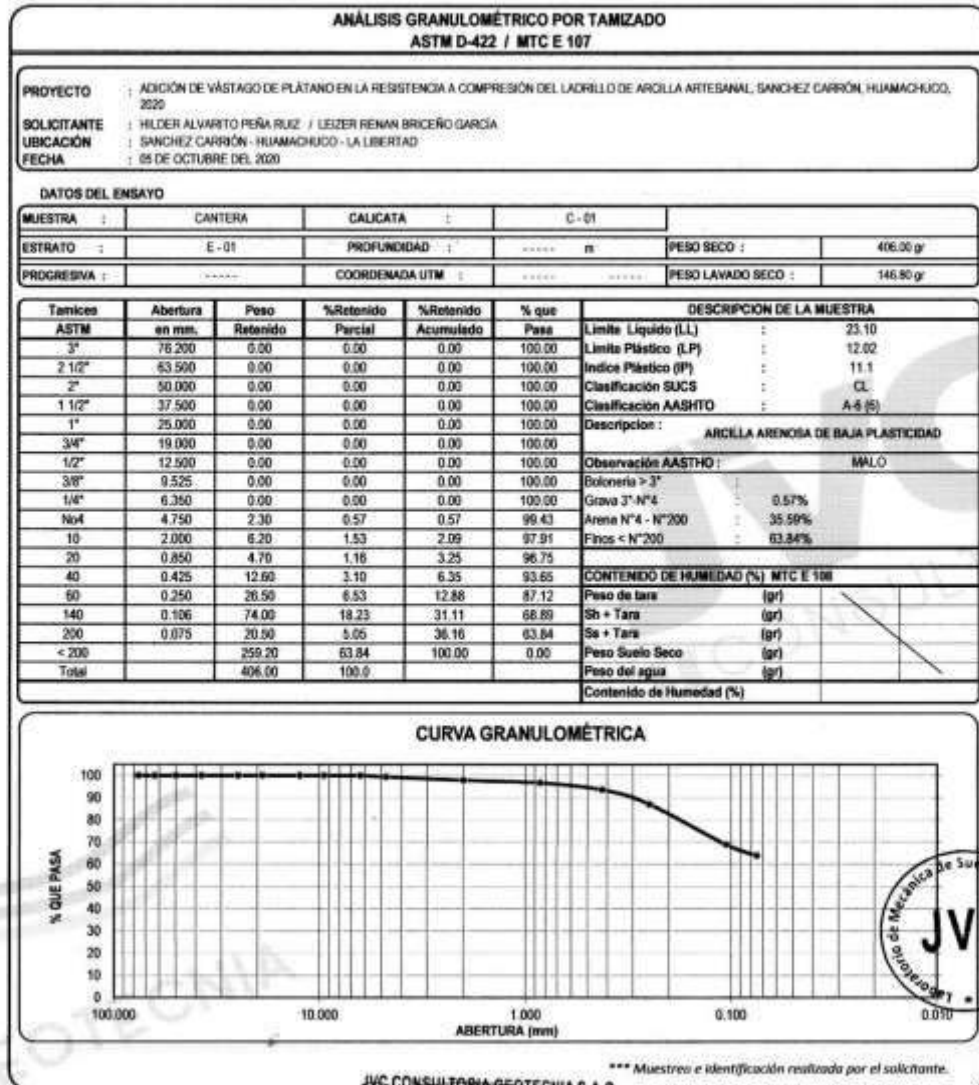 ANÁLISIS GRANULOMÉTRICO POR TAMIZADO
ASTM D-422 / MTC E 107
PROYECTO : ADICIÓN DE VÁSTAGO DE PLÁTANO EN LA RESISTENCIA A COMPRESIÓN DEL LADRILLO DE ARCILLA ARTESANAL, SANCHEZ CARRIÓN, HUAMACHUCO, 2020
SOLICITANTE : HILDER ALVARITO PEÑA RUIZ / LEIZER RENAN BRICEÑO GARCÍA
UBICACIÓN : SANCHEZ CARRIÓN - HUAMACHUCO - LA LIBERTAD
FECHA : 05 DE OCTUBRE DEL 2020
DATOS DEL ENSAYO
MUESTRA : CANTERA CALICATA : C - 01
ESTRATO : E - 01 PROFUNDIDAD : ----- m PESO SECO : 406.00 gr
PROGRESIVA : ----- COORDENADA UTM : ----- ----- PESO LAVADO SECO : 146.80 gr
Tamices Abertura Peso %Retenido %Retenido % que DESCRIPCION DE LA MUESTRA
ASTM en mm. Retenido Parcial Acumulado Pasa Limite Liquido (LL) : 23.10
3" 76.200 0.00 0.00 0.00 100.00 Limite Plástico (LP) : 12.02
2 1/2" 63.500 0.00 0.00 0.00 100.00 Indice Plástico (IP) : 11.1
2" 50.000 0.00 0.00 0.00 100.00 Clasificación SUCS : CL
1 1/2" 37.500 0.00 0.00 0.00 100.00 Clasificación AASHTO : A-6 (5)
1" 25.000 0.00 0.00 0.00 100.00 Descripcion :
3/4" 19.000 0.00 0.00 0.00 100.00 ARCILLA ARENOSA DE BAJA PLASTICIDAD
1/2" 12.500 0.00 0.00 0.00 100.00 Observación AASTHO : MALO
3/8" 9.525 0.00 0.00 0.00 100.00 Boloneria > 3" :
1/4" 6.350 0.00 0.00 0.00 100.00 Grava 3"-N°4 : 0.57%
No4 4.750 2.30 0.57 0.57 99.43 Arena N°4 - N°200 : 35.59%
10 2.000 6.20 1.53 2.09 97.91 Finos < N°200 : 63.84%
20 0.850 4.70 1.16 3.25 96.75
40 0.425 12.60 3.10 6.35 93.65 CONTENIDO DE HUMEDAD (%) MTC E 108
60 0.250 26.50 6.53 12.88 87.12 Peso de tara (gr)
140 0.106 74.00 18.23 31.11 68.89 Sh + Tara (gr)
200 0.075 20.50 5.05 36.16 63.84 Ss + Tara (gr)
< 200 259.20 63.84 100.00 0.00 Peso Suelo Seco (gr)
Total 406.00 100.0 Peso del agua (gr)
Contenido de Humedad (%)
CURVA GRANULOMÉTRICA
100
90
80
70
60
50
40
30
20
10
0
% QUE PASA
100.000 10.000 1.000 0.100 0.010
ABERTURA (mm)
Laboratorio de Mecánica de Su
JV
*** Muestreo e identificación realizada por el solicitante.
JVC CONSULTORIA GEOTECNIA S.A.C.